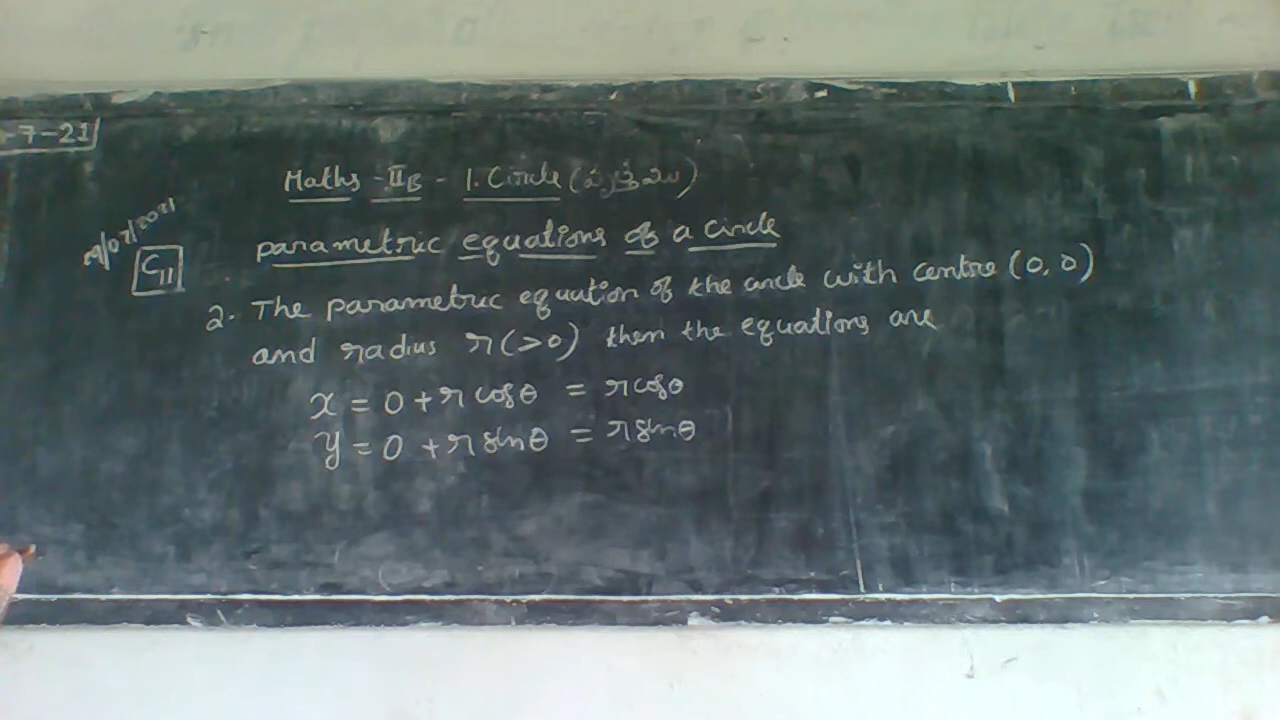 -7-21
Maths - IIB - 1. Circle (వృత్తం)
29/07/2021
C11
parametric equations of a circle
2. The parametric equation of the circle with centre (0, 0)
and radius r(>0) then the equations are
x = 0 + r cosθ = r cosθ
y = 0 + r sinθ = r sinθ